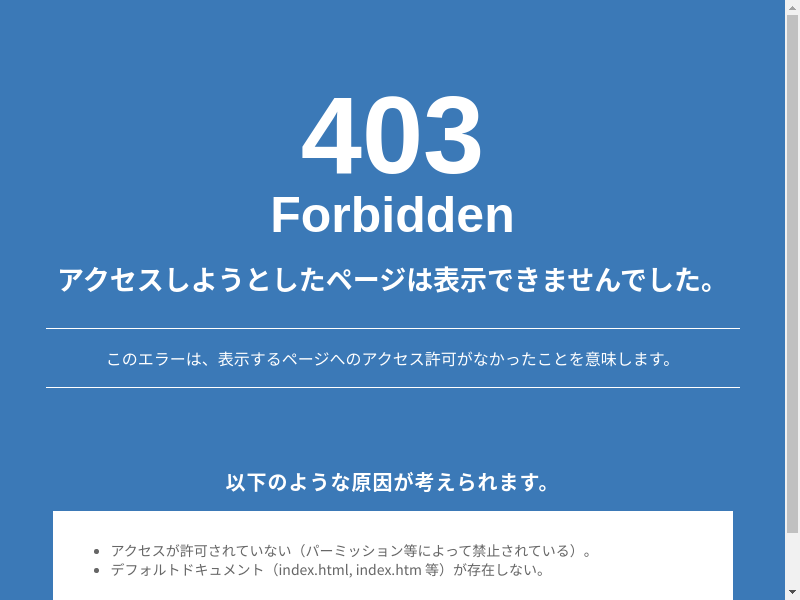 403
Forbidden
アクセスしようとしたページは表示できませんでした。
このエラーは、表示するページへのアクセス許可がなかったことを意味します。
以下のような原因が考えられます。
アクセスが許可されていない（パーミッション等によって禁止されている）。
デフォルトドキュメント（index.html, index.htm 等）が存在しない。